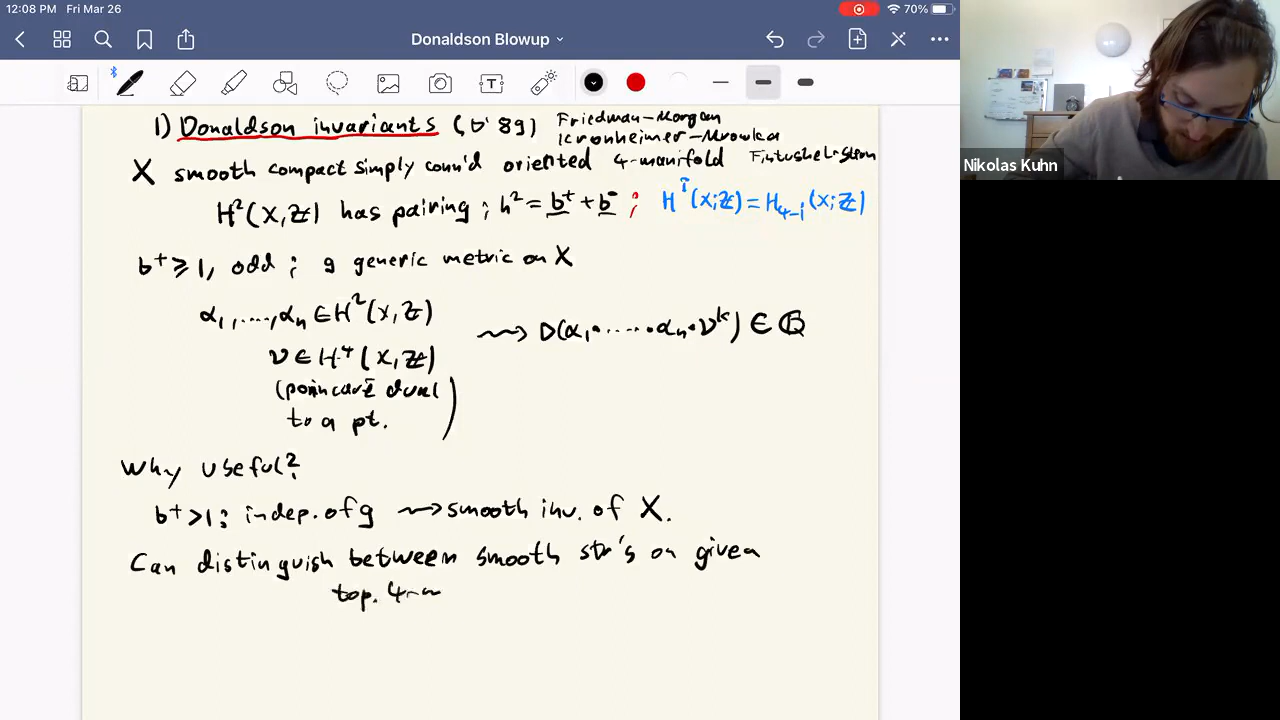 12:08 PM Fri Mar 26
70%
Donaldson Blowup
1) Donaldson invariants (D '89) Friedman-Morgan
Kronheimer-Mrowka
Fintushel-Stern
X smooth compact simply conn'd oriented 4-manifold
H²(X,ℤ) has pairing ; h² = b⁺ + b⁻ ; Hⁱ(X;ℤ) = H₄₋ᵢ(X;ℤ)
b⁺ ≥ 1, odd ; g generic metric on X
α₁, ...., αₙ ∈ H²(X,ℤ)
ν ∈ H⁴(X,ℤ) ⇝ D(α₁· ..... ·αₙ·νᵏ) ∈ ℚ
(poincaré dual
to a pt.)
Why useful?
b⁺ > 1 : indep. of g ⇝ smooth inv. of X.
Can distinguish between smooth str's on given
top. 4-m
Nikolas Kuhn